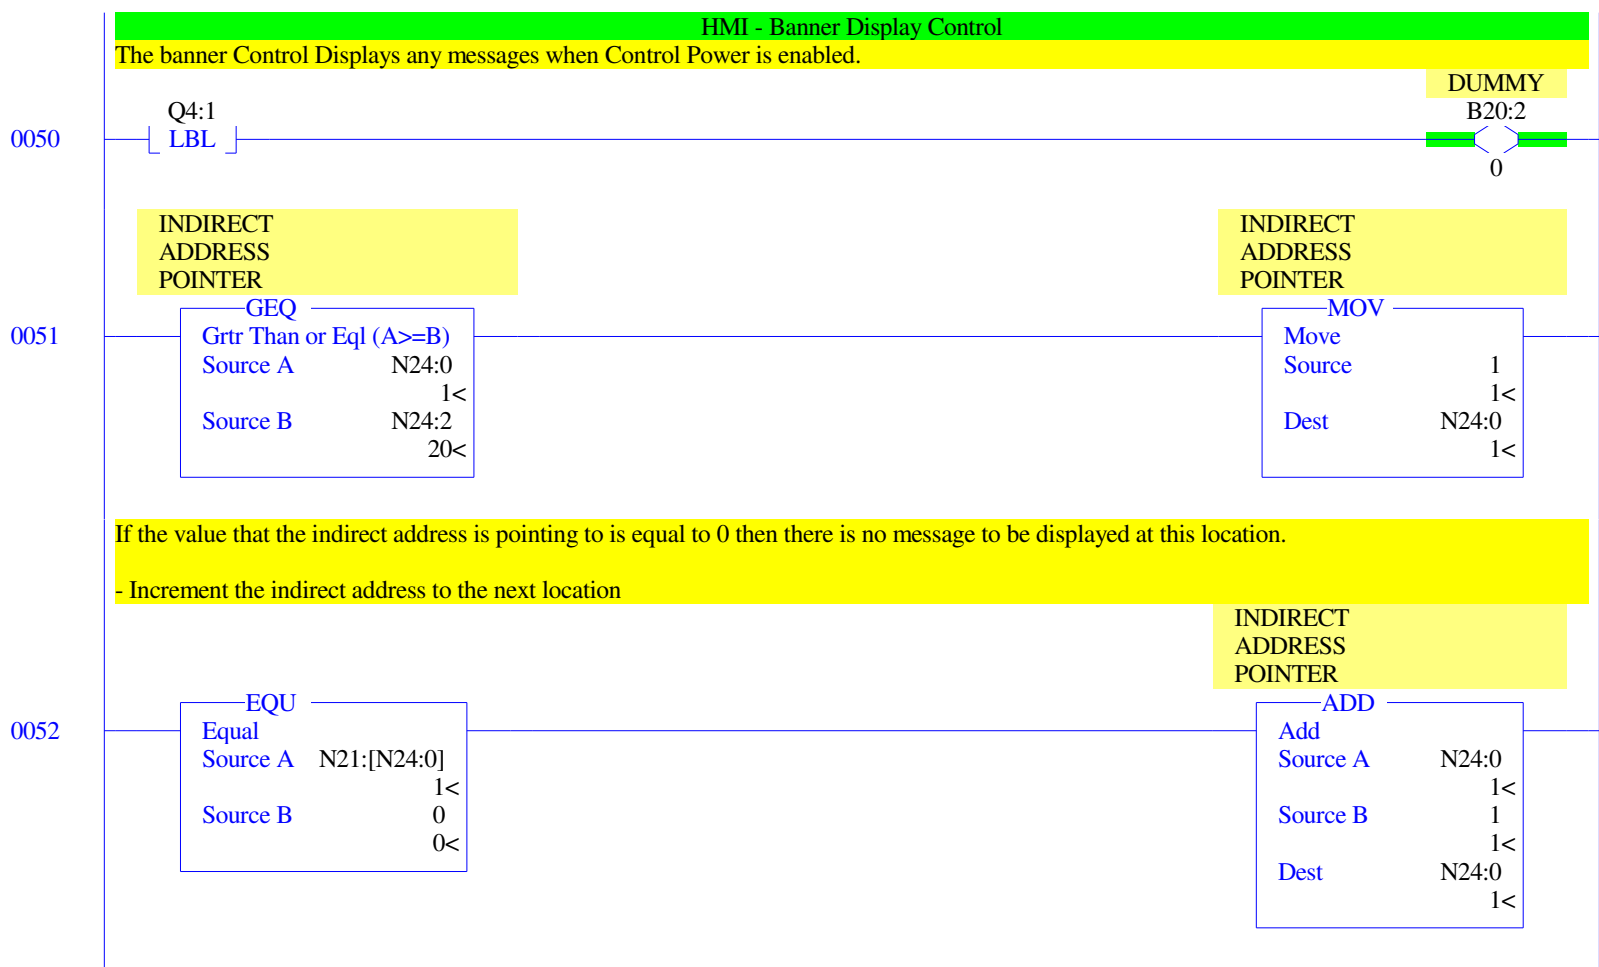 HMI - Banner Display Control
The banner Control Displays any messages when Control Power is enabled.
DUMMY
Q4:1 B20:2
0050 LBL
0
INDIRECT INDIRECT
ADDRESS ADDRESS
POINTER POINTER
GEQ MOV
0051 Grtr Than or Eql (A>=B) Move
Source A N24:0 Source 1
1< 1<
Source B N24:2 Dest N24:0
20< 1<
If the value that the indirect address is pointing to is equal to 0 then there is no message to be displayed at this location.
- Increment the indirect address to the next location
INDIRECT
ADDRESS
POINTER
EQU ADD
0052 Equal Add
Source A N21:[N24:0] Source A N24:0
1< 1<
Source B 0 Source B 1
0< 1<
Dest N24:0
1<